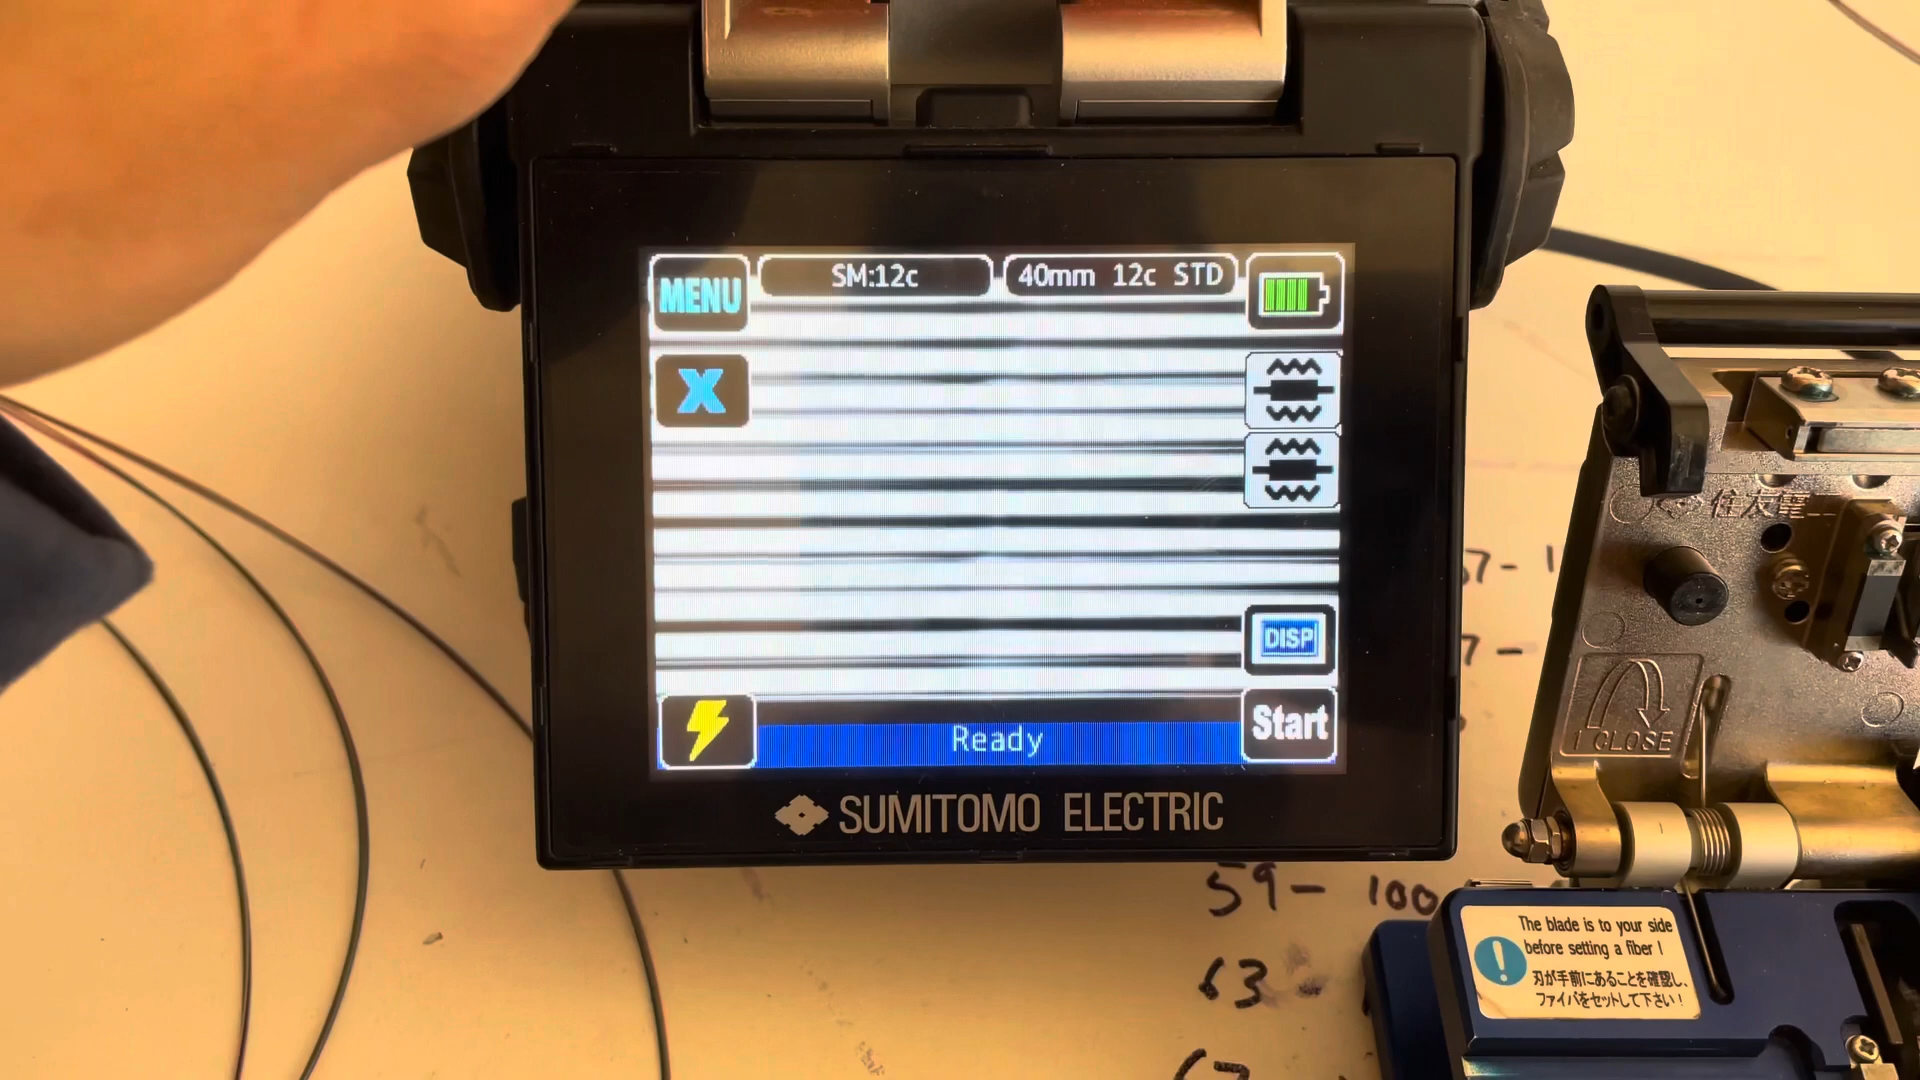 MENU
SM:12c
40mm 12c STD
X
DISP
Ready
Start
SUMITOMO ELECTRIC
住友電
1 CLOSE
59- 100
63
The blade is to your side
before setting a fiber !
刃が手前にあることを確認し、
ファイバをセットして下さい!